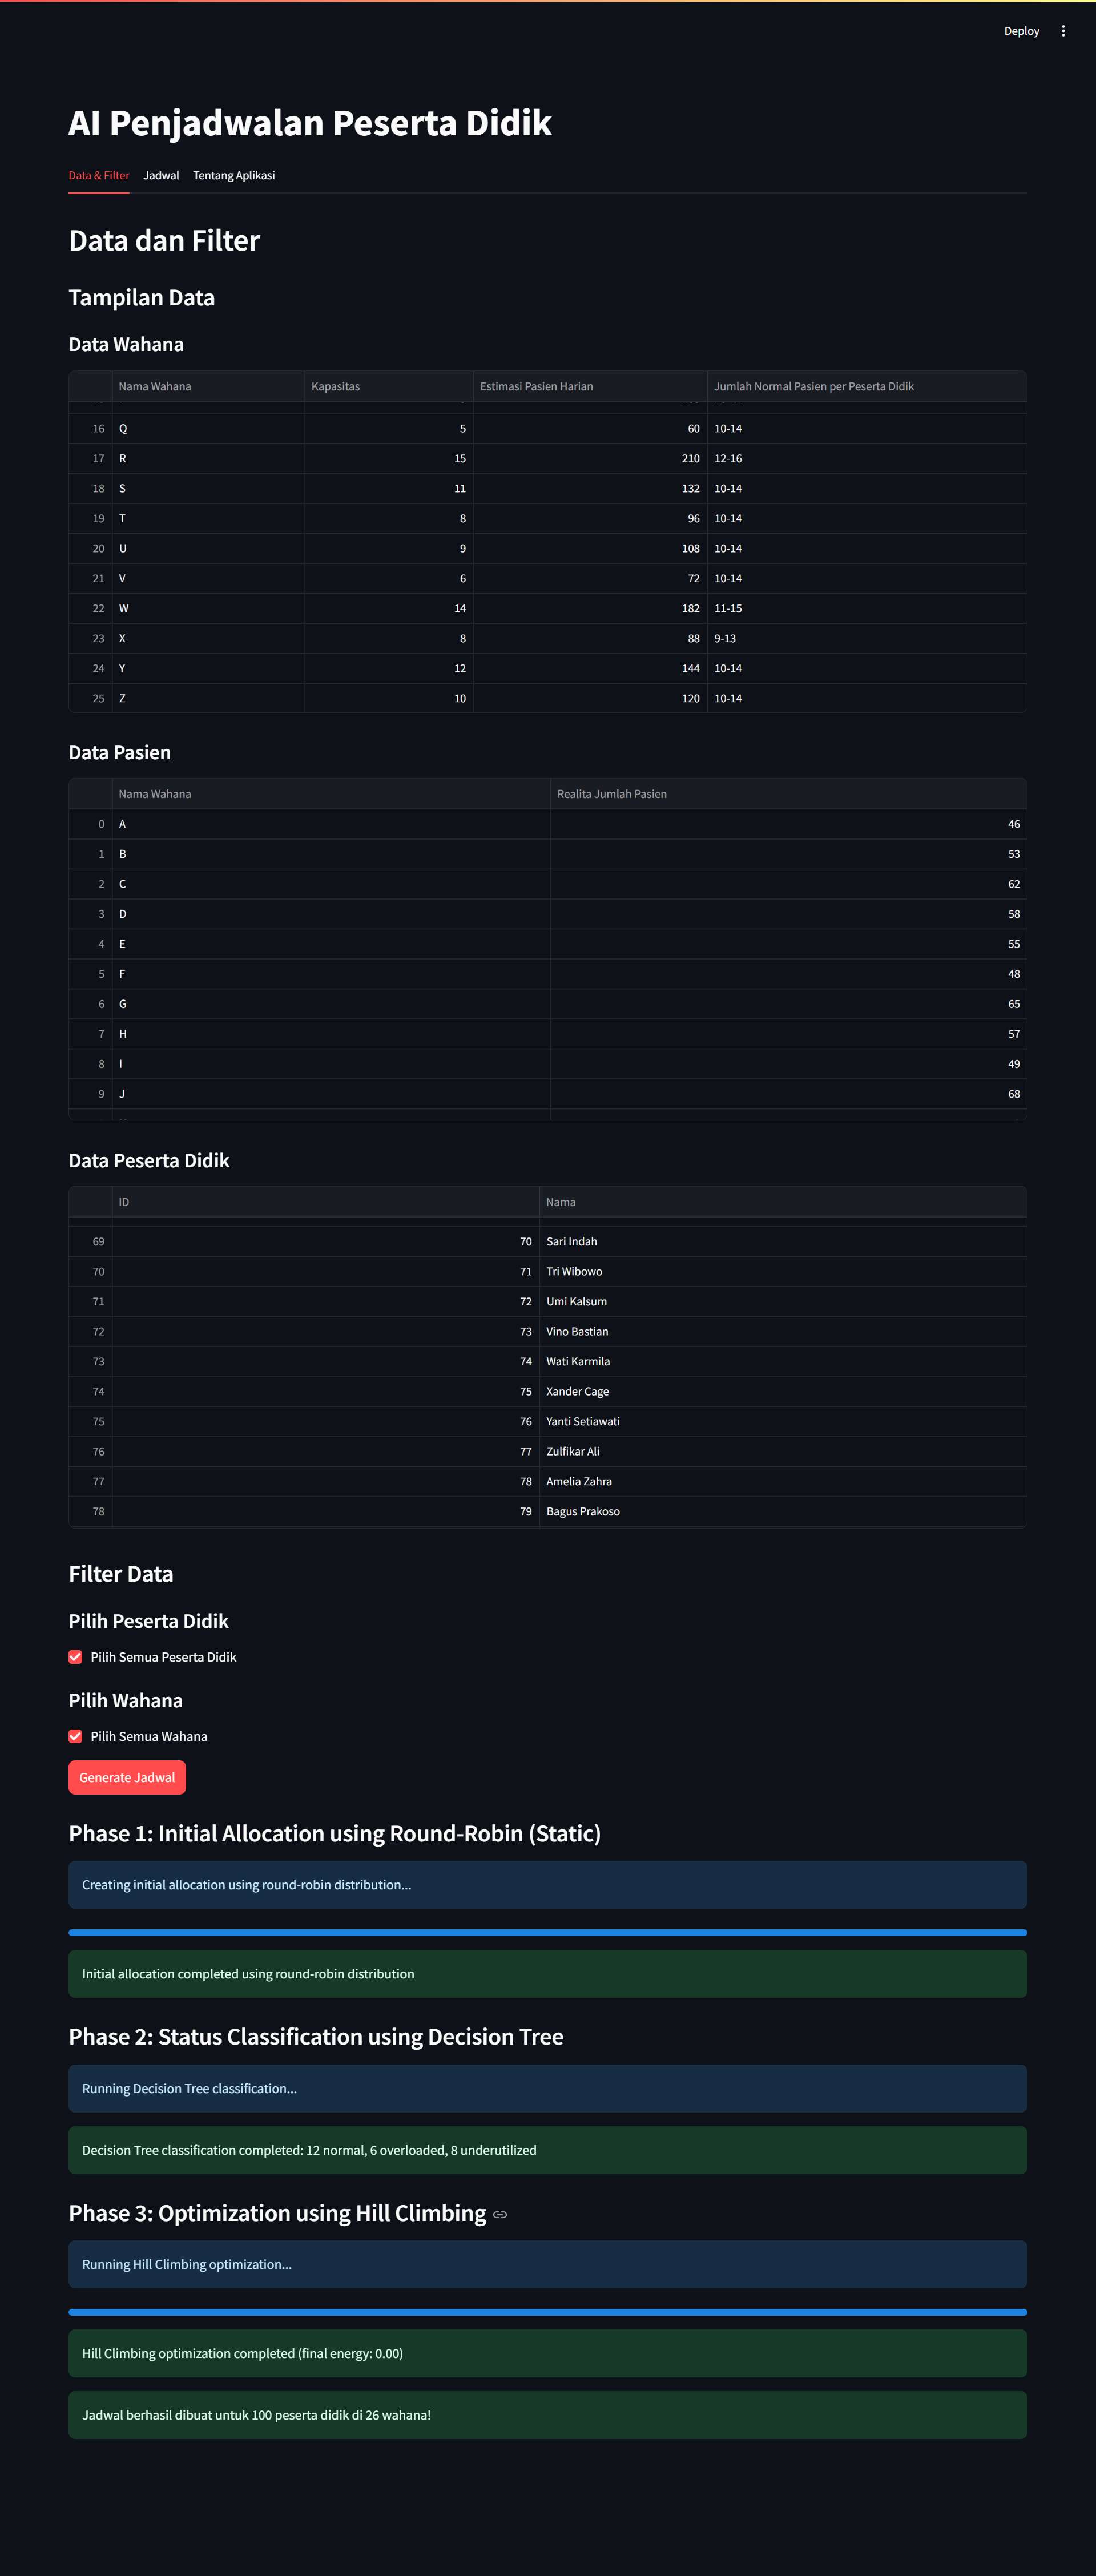 Deploy
AI Penjadwalan Peserta Didik
Data & Filter Jadwal Tentang Aplikasi
Data dan Filter
Tampilan Data
Data Wahana
Nama Wahana Kapasitas Estimasi Pasien Harian Jumlah Normal Pasien per Peserta Didik
16 Q 5 60 10-14
17 R 15 210 12-16
18 S 11 132 10-14
19 T 8 96 10-14
20 U 9 108 10-14
21 V 6 72 10-14
22 W 14 182 11-15
23 X 8 88 9-13
24 Y 12 144 10-14
25 Z 10 120 10-14
Data Pasien
Nama Wahana Realita Jumlah Pasien
0 A 46
1 B 53
2 C 62
3 D 58
4 E 55
5 F 48
6 G 65
7 H 57
8 I 49
9 J 68
Data Peserta Didik
ID Nama
69 70 Sari Indah
70 71 Tri Wibowo
71 72 Umi Kalsum
72 73 Vino Bastian
73 74 Wati Karmila
74 75 Xander Cage
75 76 Yanti Setiawati
76 77 Zulfikar Ali
77 78 Amelia Zahra
78 79 Bagus Prakoso
Filter Data
Pilih Peserta Didik
Pilih Semua Peserta Didik
Pilih Wahana
Pilih Semua Wahana
Generate Jadwal
Phase 1: Initial Allocation using Round-Robin (Static)
Creating initial allocation using round-robin distribution...
Initial allocation completed using round-robin distribution
Phase 2: Status Classification using Decision Tree
Running Decision Tree classification...
Decision Tree classification completed: 12 normal, 6 overloaded, 8 underutilized
Phase 3: Optimization using Hill Climbing
Running Hill Climbing optimization...
Hill Climbing optimization completed (final energy: 0.00)
Jadwal berhasil dibuat untuk 100 peserta didik di 26 wahana!